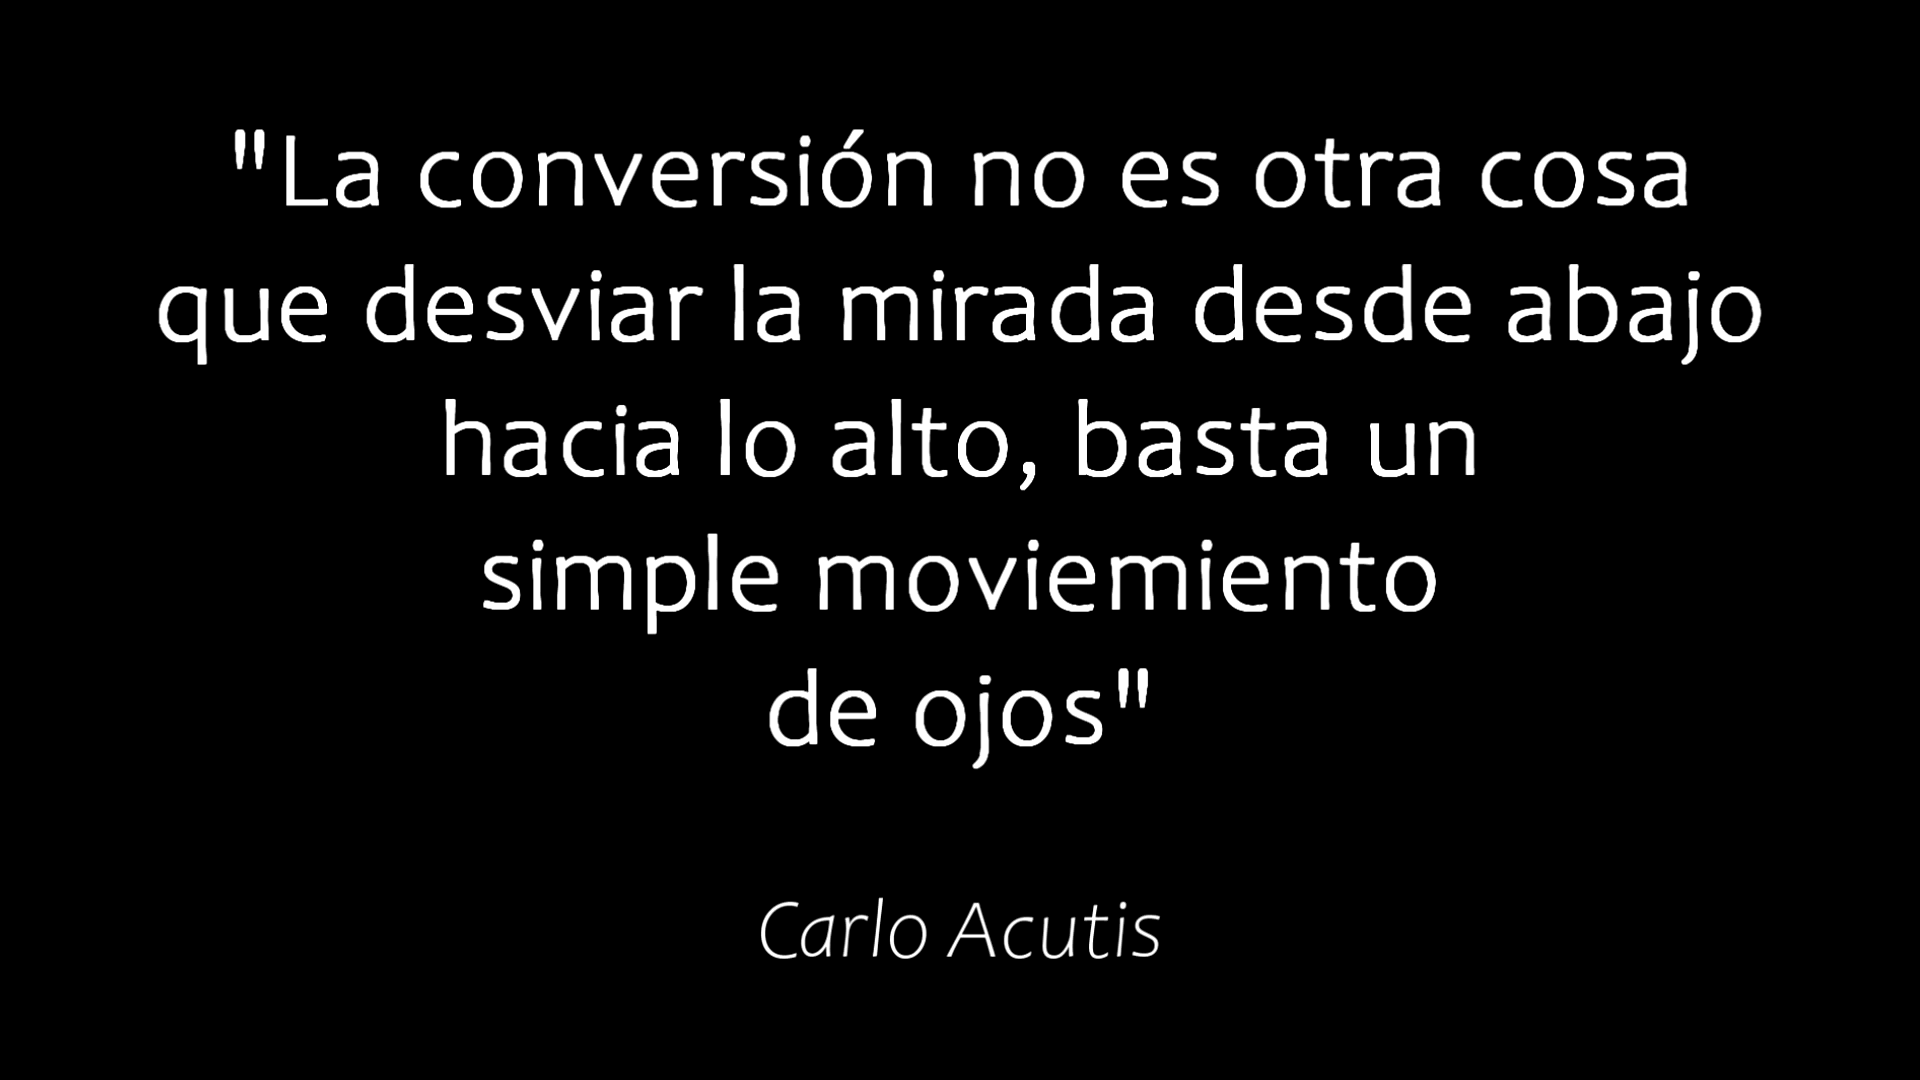 "La conversión no es otra cosa
que desviar la mirada desde abajo
hacia lo alto, basta un
simple moviemiento
de ojos"
Carlo Acutis